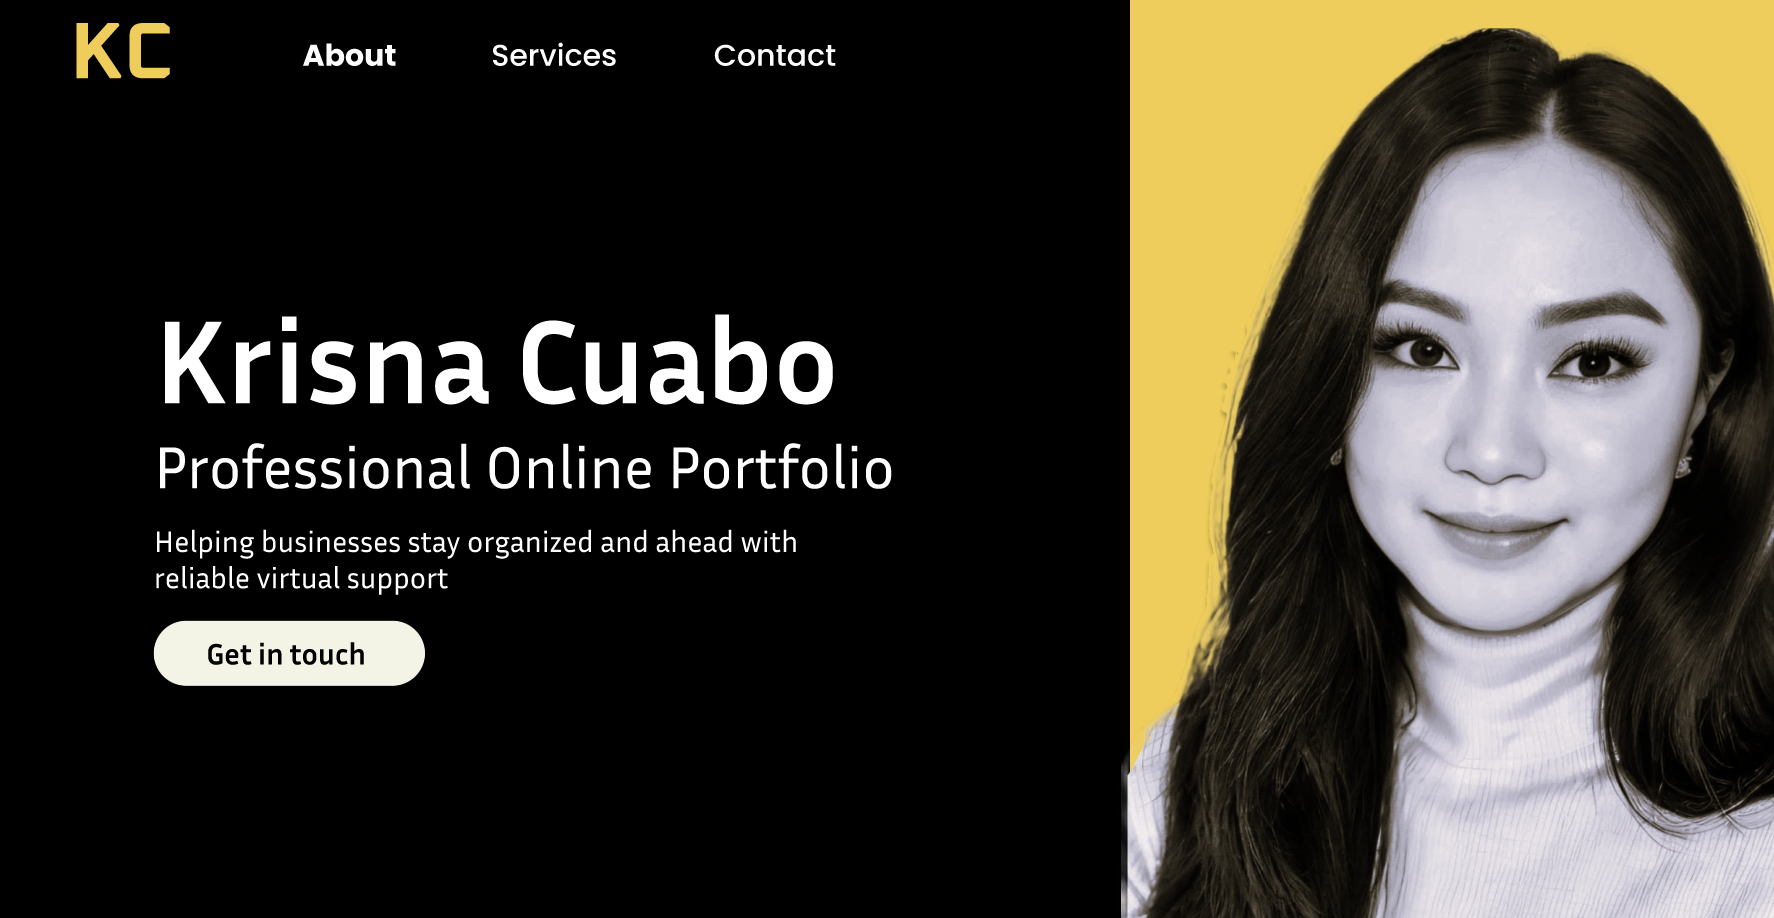 KC
About
Services
Contact
Krisna Cuabo
Professional Online Portfolio
Helping businesses stay organized and ahead with
reliable virtual support
Get in touch